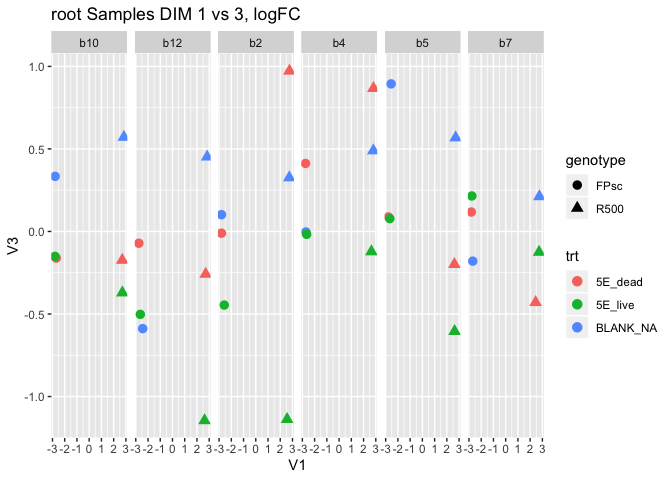 root Samples DIM 1 vs 3, logFC
b10 b12 b2 b4 b5 b7
1.0
0.5
0.0
-0.5
-1.0
V3
-3 -2 -1 0 1 2 3 -3 -2 -1 0 1 2 3 -3 -2 -1 0 1 2 3 -3 -2 -1 0 1 2 3 -3 -2 -1 0 1 2 3 -3 -2 -1 0 1 2 3
V1
genotype
FPsc
R500
trt
5E_dead
5E_live
BLANK_NA